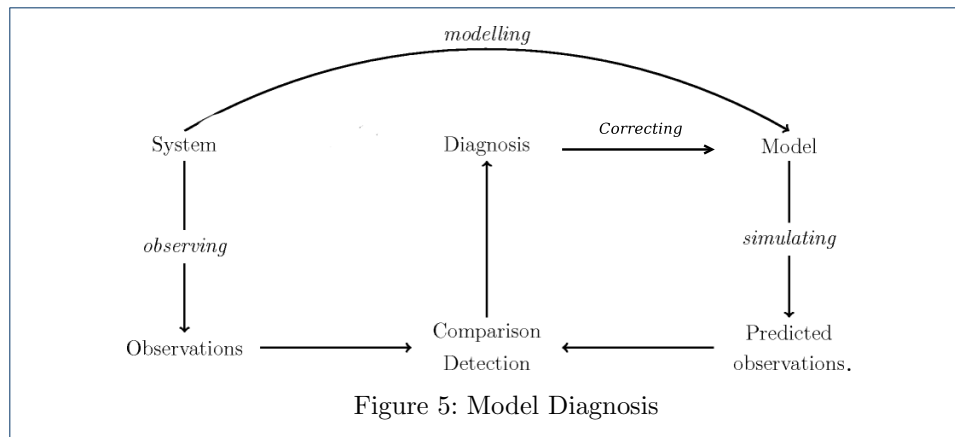 modelling
Correcting
System
Diagnosis
Model
observing
simulating
Observations
Comparison
Detection
Predicted
observations.
Figure 5: Model Diagnosis